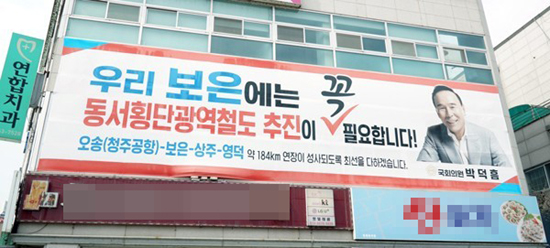 연합치과
우리 보은에는 꼭
동서횡단광역철도 추진이 필요합니다!
오송(청주공항)-보은-상주-영덕 약 184km 연장이 성사되도록 최선을 다하겠습니다.
국회의원 박덕흠